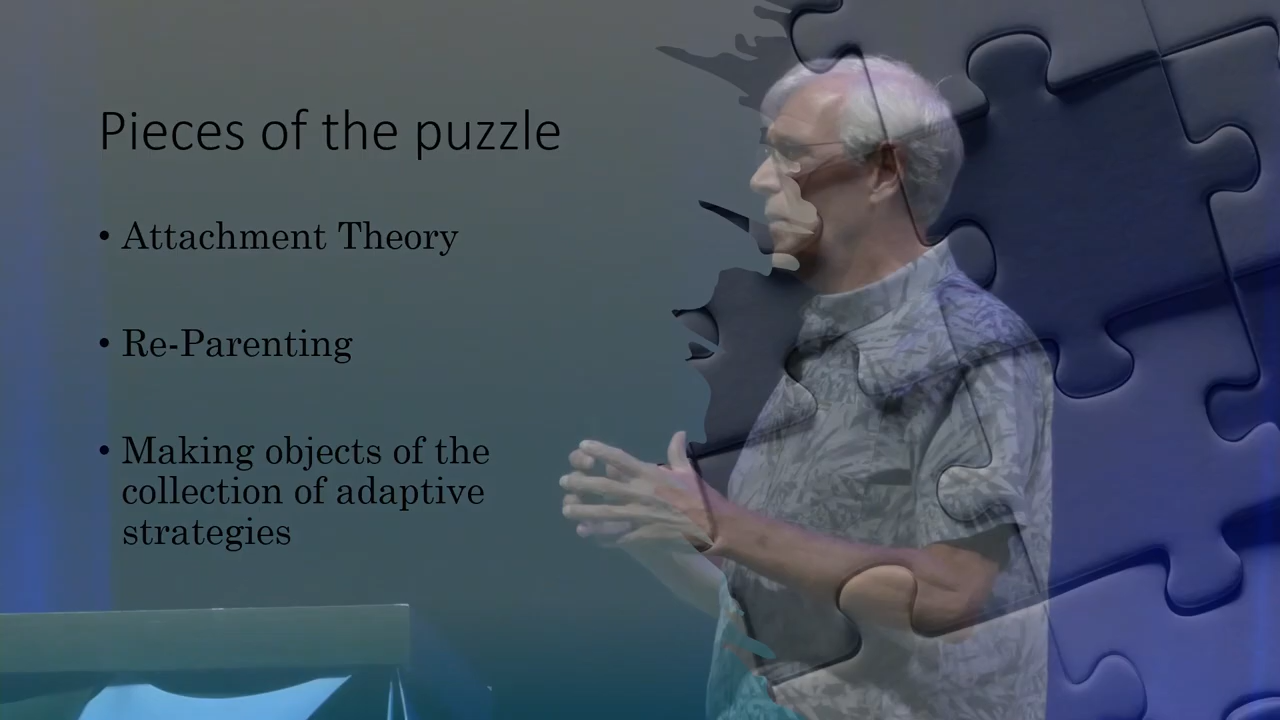 Pieces of the puzzle
• Attachment Theory
• Re-Parenting
• Making objects of the
collection of adaptive
strategies